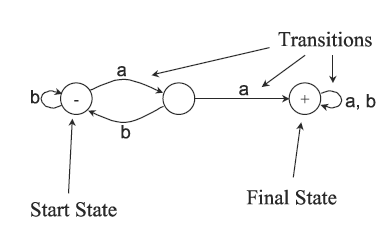 Transitions
a
a
b
-
+
a, b
b
Final State
Start State